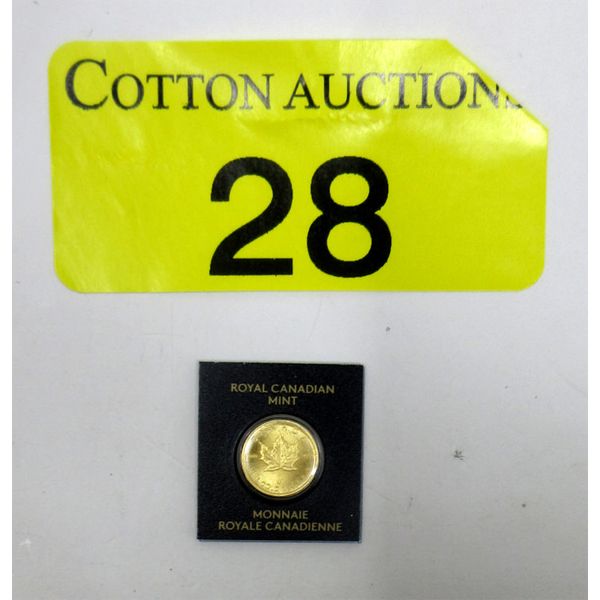 COTTON AUCTIONS
28
ROYAL CANADIAN
MINT
MONNAIE
ROYALE CANADIENNE